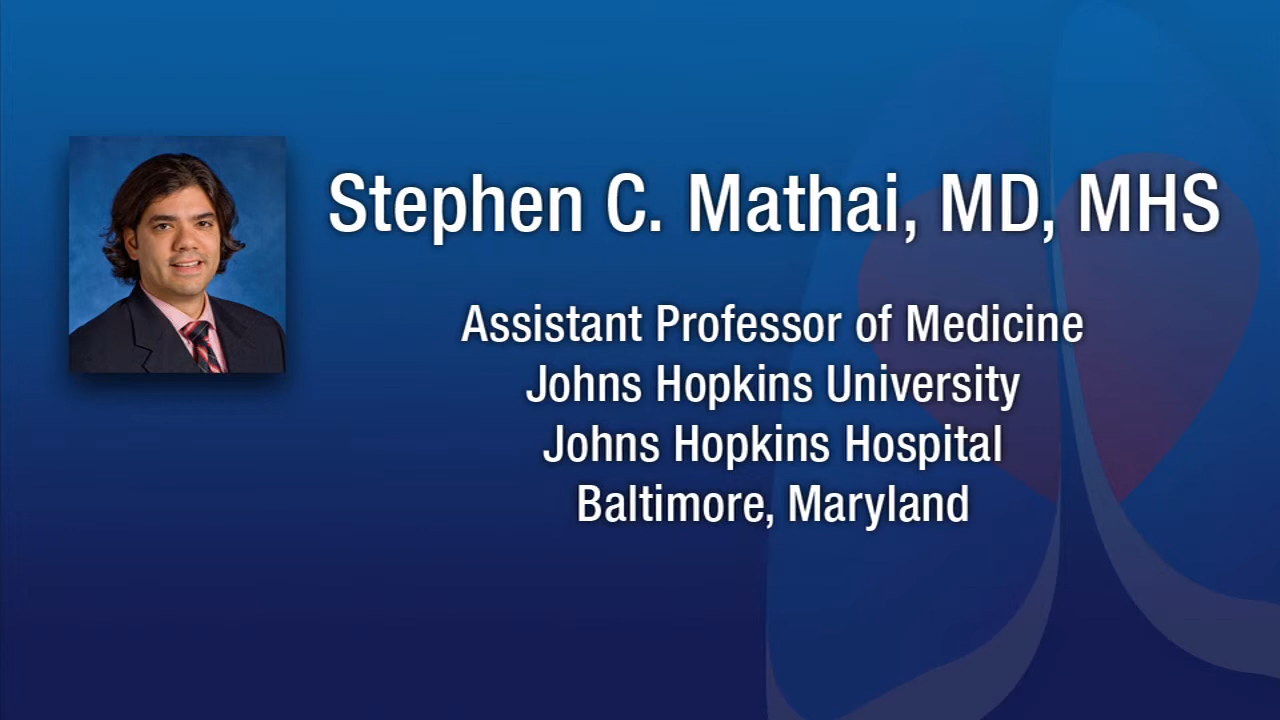 Stephen C. Mathai, MD, MHS
Assistant Professor of Medicine
Johns Hopkins University
Johns Hopkins Hospital
Baltimore, Maryland